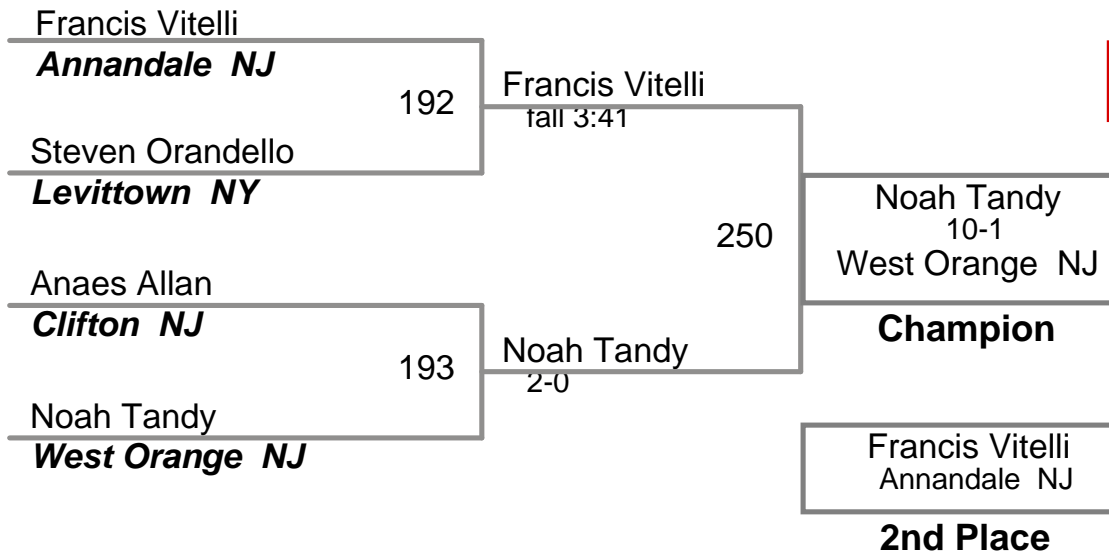 Francis Vitelli
Annandale NJ
192
Steven Orandello
Levittown NY
Anaes Allan
Clifton NJ
193
Noah Tandy
West Orange NJ
Francis Vitelli
fall 3:41
250
Noah Tandy
2-0
Noah Tandy
10-1
West Orange NJ
Champion
Francis Vitelli
Annandale NJ
2nd Place